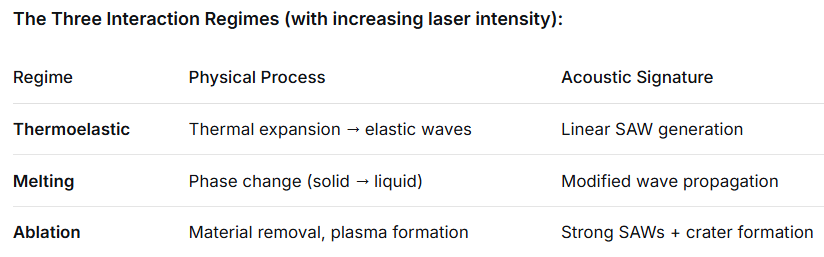 The Three Interaction Regimes (with increasing laser intensity):
Regime Physical Process Acoustic Signature
Thermoelastic Thermal expansion → elastic waves Linear SAW generation
Melting Phase change (solid → liquid) Modified wave propagation
Ablation Material removal, plasma formation Strong SAWs + crater formation